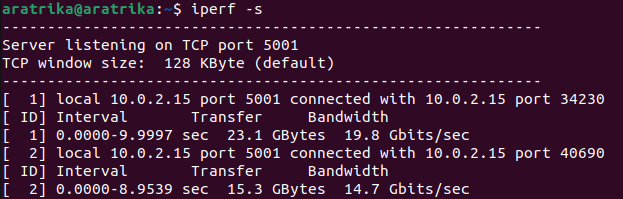 aratrika@aratrika:~$ iperf -s
------------------------------------------------------------
Server listening on TCP port 5001
TCP window size:  128 KByte (default)
------------------------------------------------------------
[  1] local 10.0.2.15 port 5001 connected with 10.0.2.15 port 34230
[ ID] Interval       Transfer     Bandwidth
[  1] 0.0000-9.9997 sec  23.1 GBytes  19.8 Gbits/sec
[  2] local 10.0.2.15 port 5001 connected with 10.0.2.15 port 40690
[ ID] Interval       Transfer     Bandwidth
[  2] 0.0000-8.9539 sec  15.3 GBytes  14.7 Gbits/sec